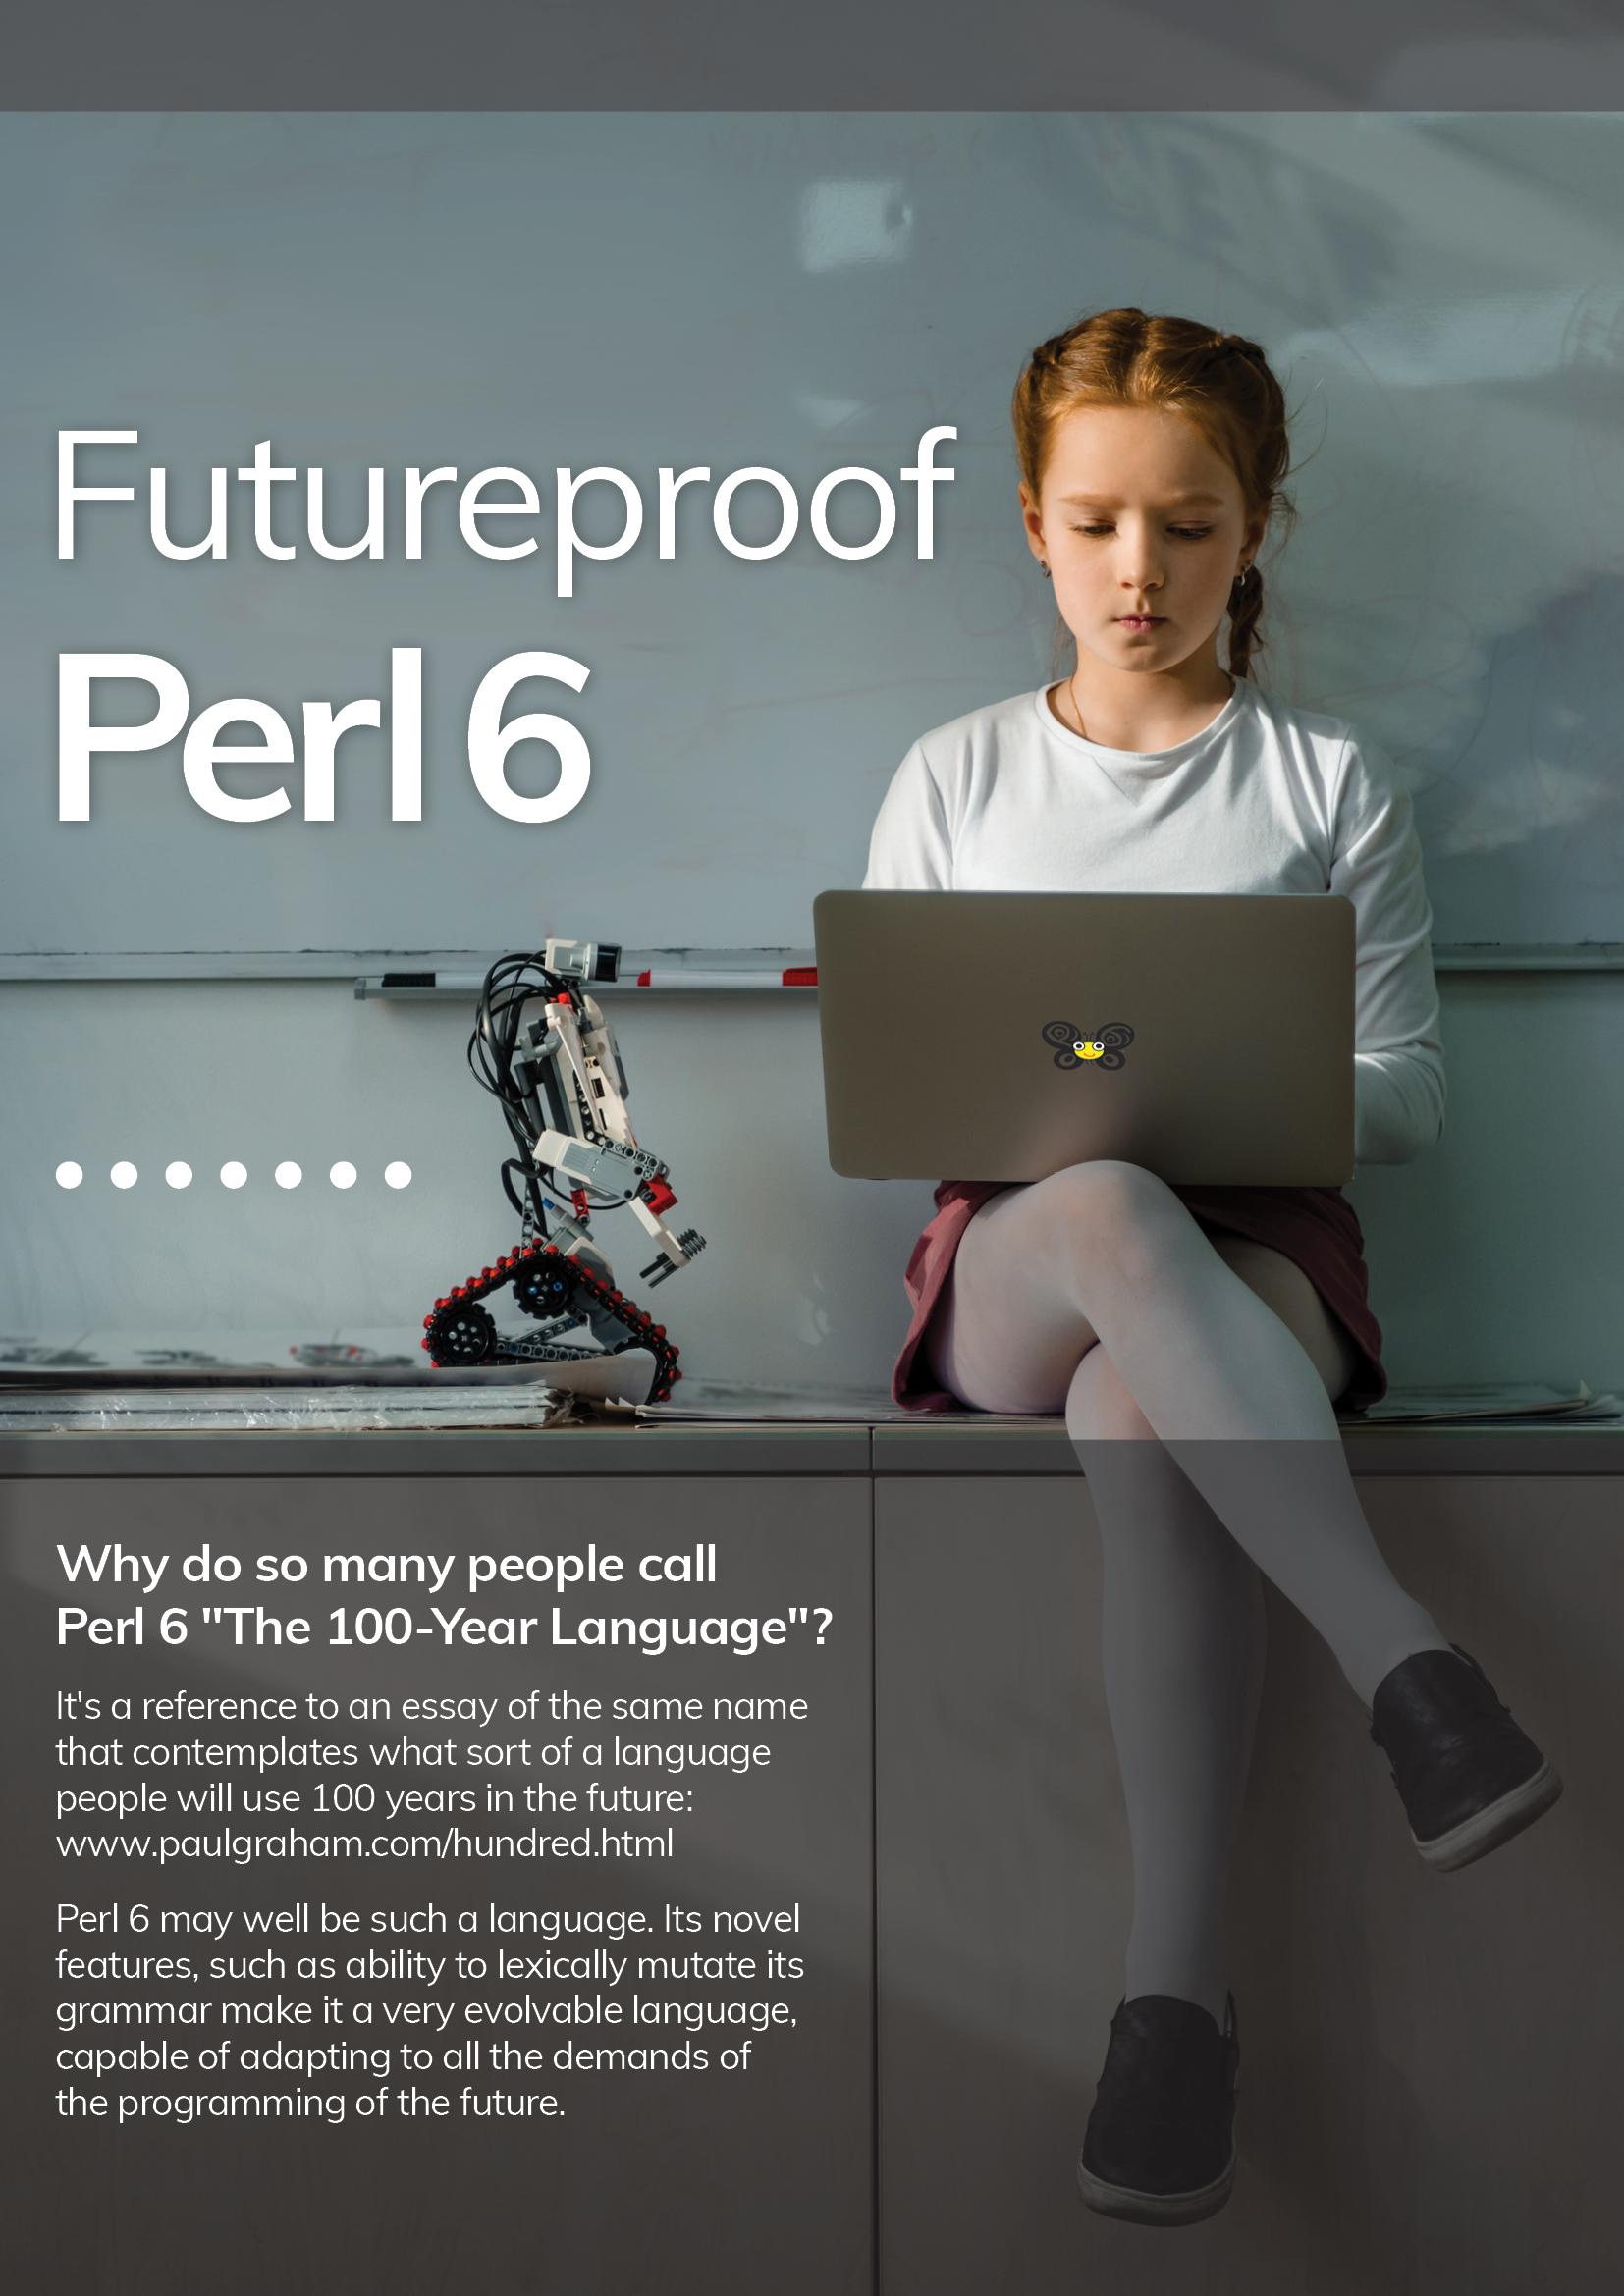 Futureproof
Perl 6
Why do so many people call
Perl 6 "The 100-Year Language"?
It's a reference to an essay of the same name
that contemplates what sort of a language
people will use 100 years in the future:
www.paulgraham.com/hundred.html
Perl 6 may well be such a language. Its novel
features, such as ability to lexically mutate its
grammar make it a very evolvable language,
capable of adapting to all the demands of
the programming of the future.